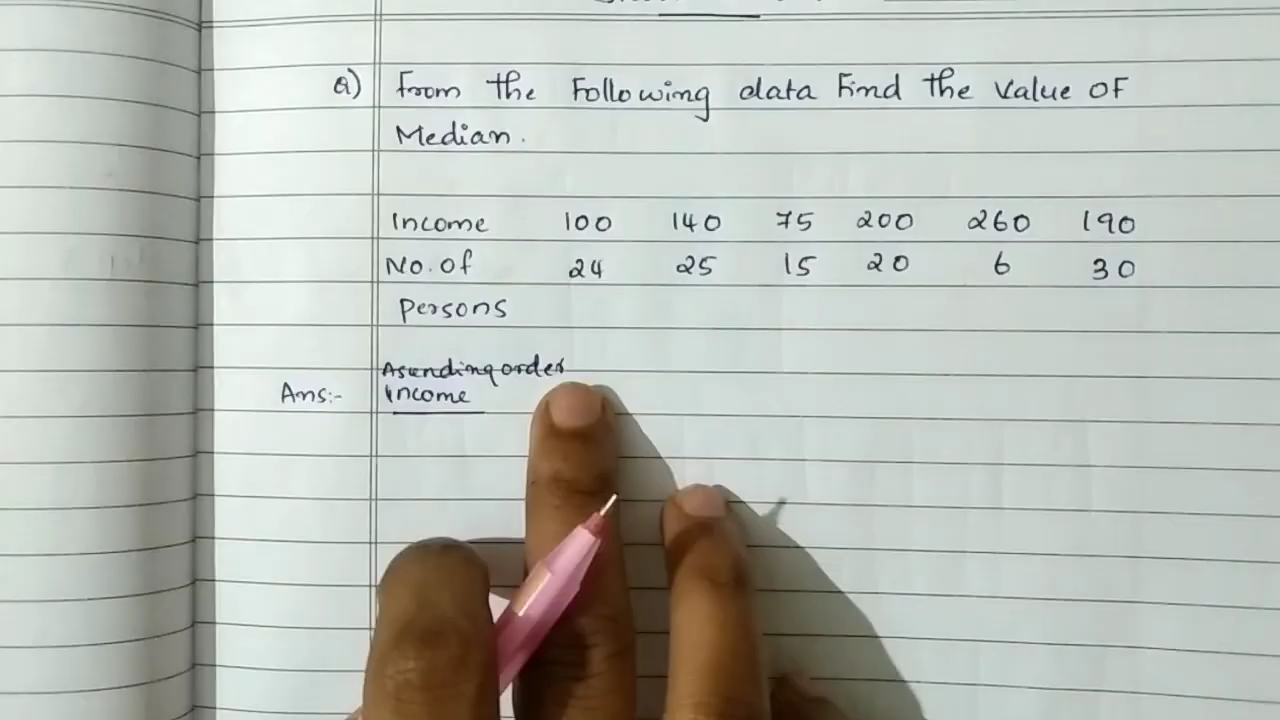 Q) From the Following data Find the value of
Median.
Income 100 140 75 200 260 190
No. of 24 25 15 20 6 30
Persons
Ascending order
Ans:- Income